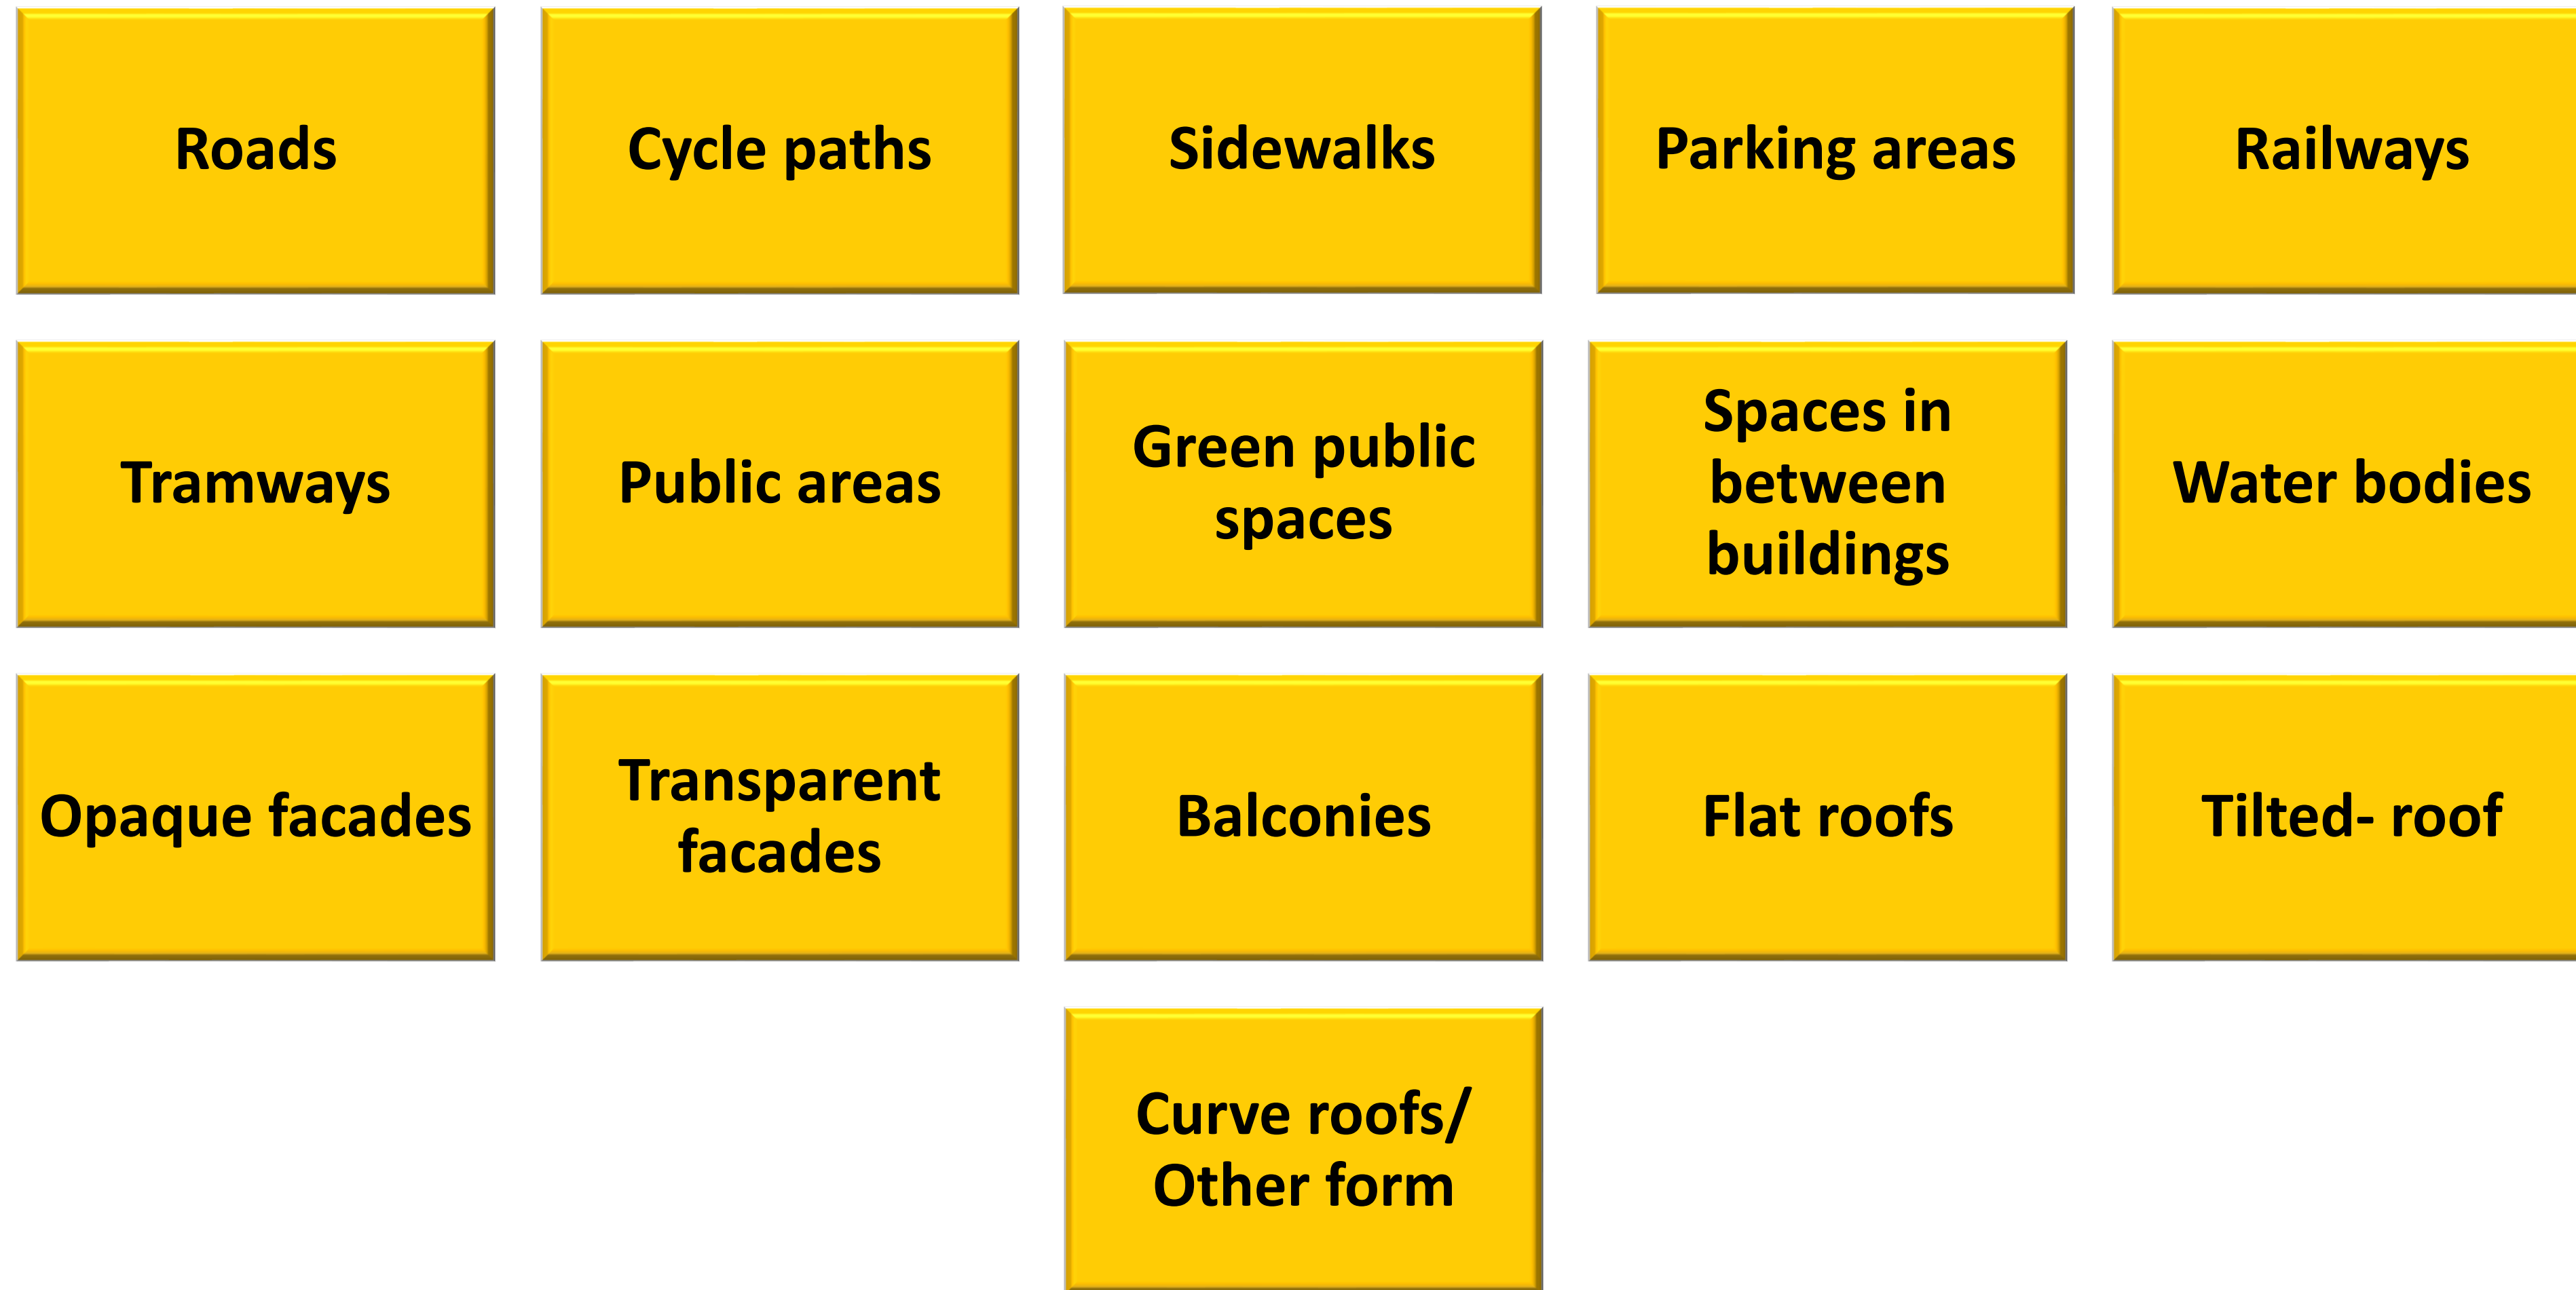 Roads
Cycle paths
Sidewalks
Parking areas
Railways
Tramways
Public areas
Green public
spaces
Spaces in
between
buildings
Water bodies
Opaque facades
Transparent
facades
Balconies
Flat roofs
Tilted- roof
Curve roofs/
Other form